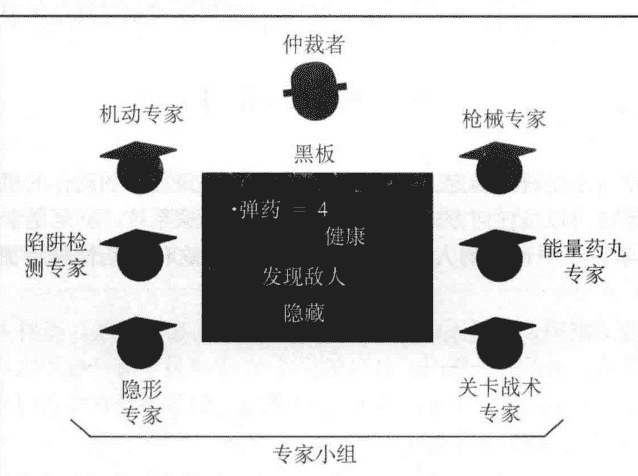 仲裁者
机动专家
枪械专家
黑板
·弹药 = 4
健康
发现敌人
隐藏
陷阱检
测专家
能量药丸
专家
隐形
专家
关卡战术
专家
专家小组